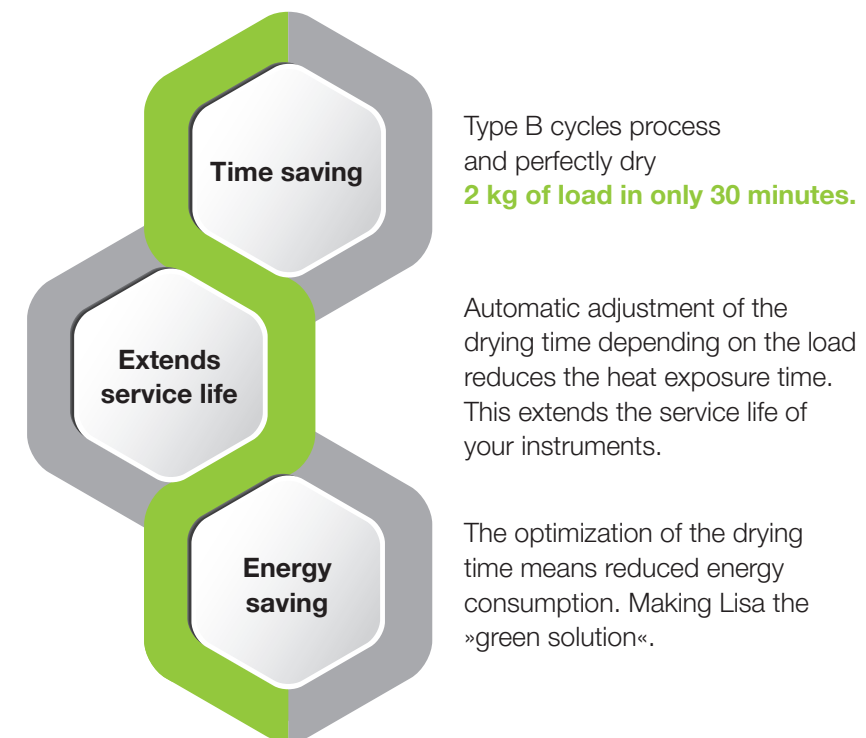 Time saving
Type B cycles process
and perfectly dry
2 kg of load in only 30 minutes.
Extends
service life
Automatic adjustment of the
drying time depending on the load
reduces the heat exposure time.
This extends the service life of
your instruments.
Energy
saving
The optimization of the drying
time means reduced energy
consumption. Making Lisa the
»green solution«.